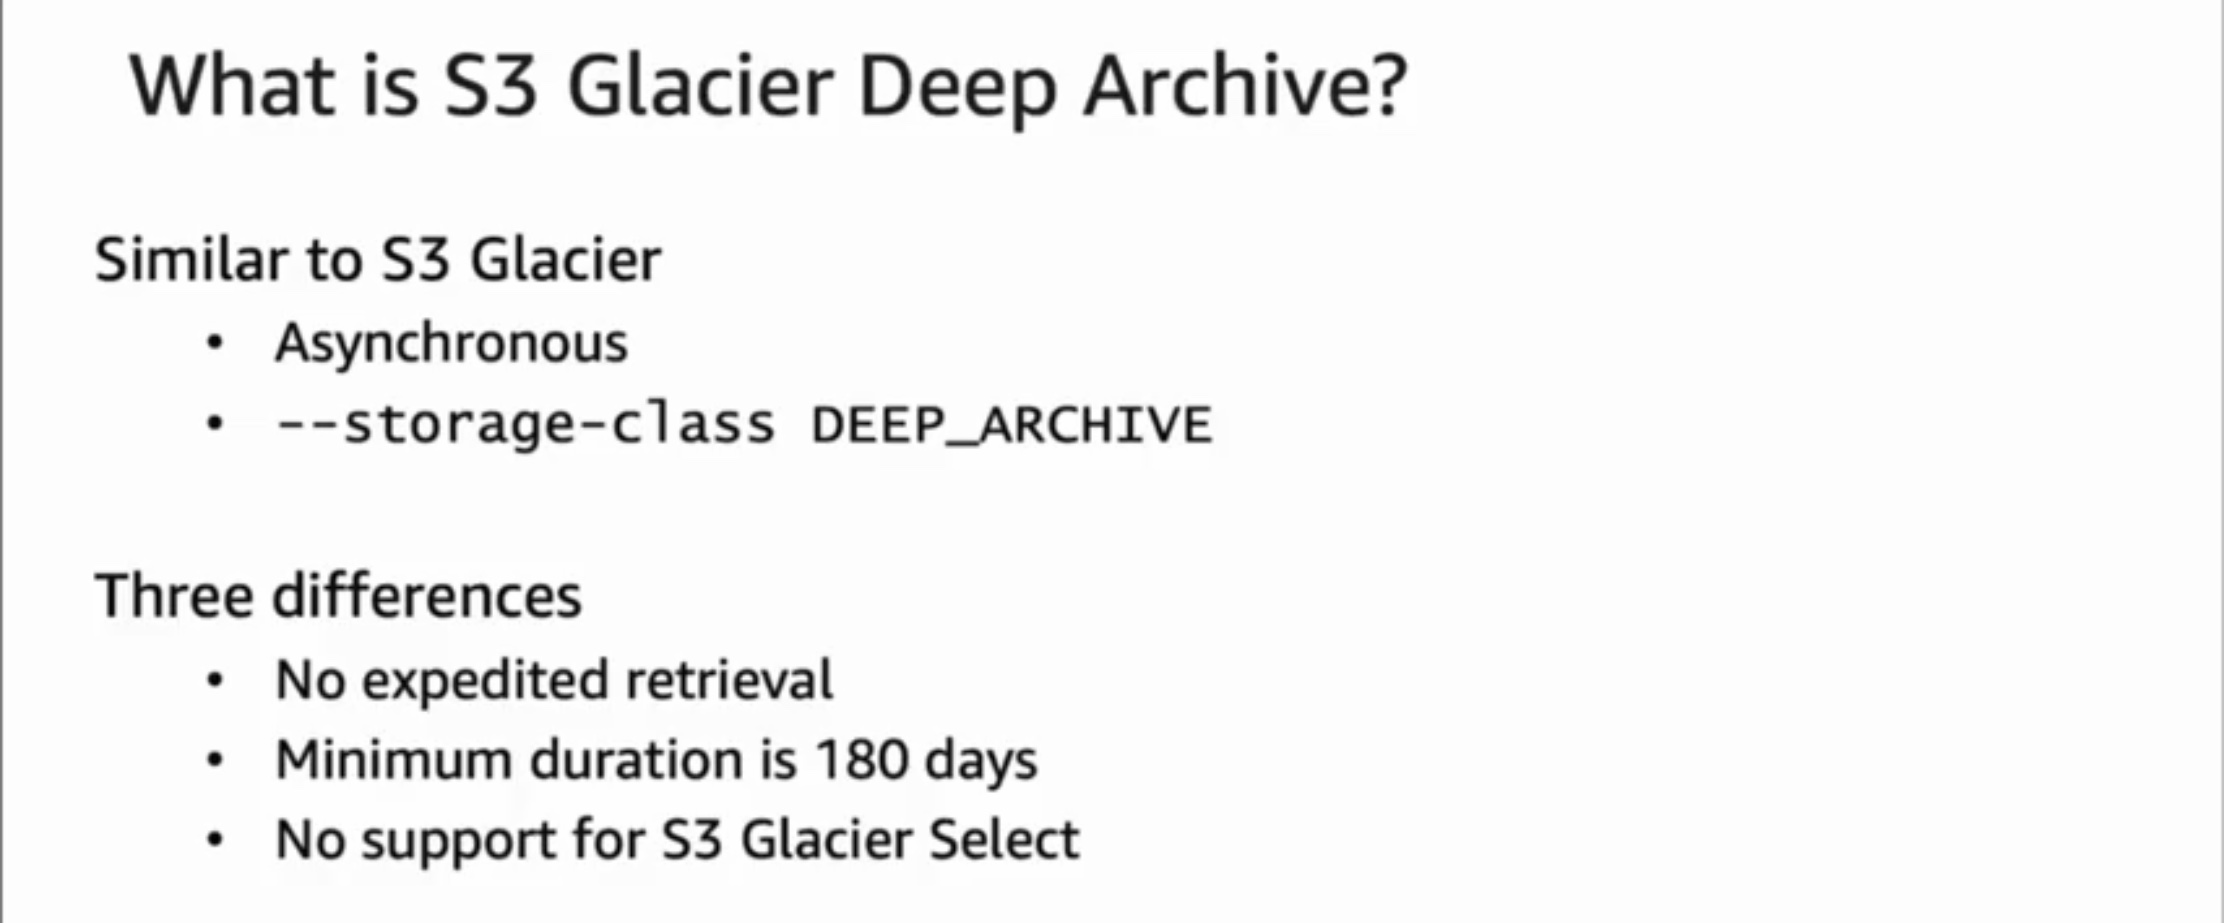 What is S3 Glacier Deep Archive?
Similar to S3 Glacier
• Asynchronous
• --storage-class DEEP_ARCHIVE
Three differences
• No expedited retrieval
• Minimum duration is 180 days
• No support for S3 Glacier Select